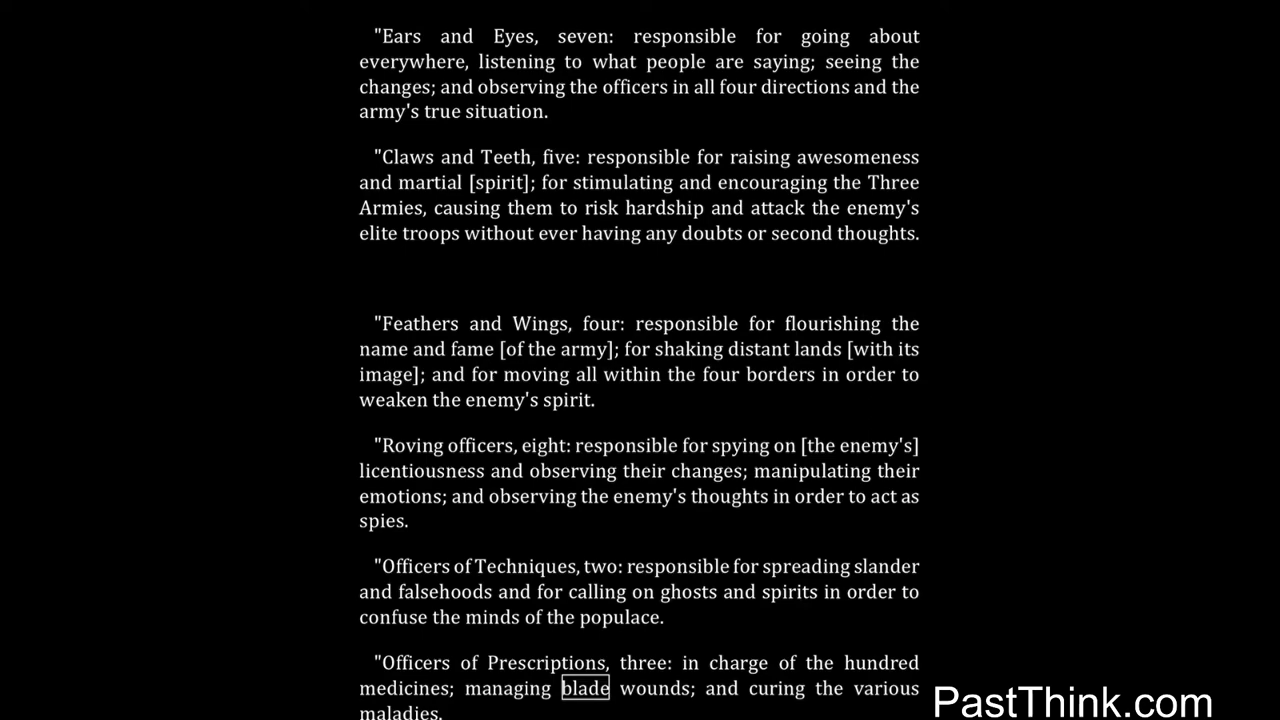 "Ears and Eyes, seven: responsible for going about
everywhere, listening to what people are saying; seeing the
changes; and observing the officers in all four directions and the
army's true situation.
"Claws and Teeth, five: responsible for raising awesomeness
and martial [spirit]; for stimulating and encouraging the Three
Armies, causing them to risk hardship and attack the enemy's
elite troops without ever having any doubts or second thoughts.
"Feathers and Wings, four: responsible for flourishing the
name and fame [of the army]; for shaking distant lands [with its
image]; and for moving all within the four borders in order to
weaken the enemy's spirit.
"Roving officers, eight: responsible for spying on [the enemy's]
licentiousness and observing their changes; manipulating their
emotions; and observing the enemy's thoughts in order to act as
spies.
"Officers of Techniques, two: responsible for spreading slander
and falsehoods and for calling on ghosts and spirits in order to
confuse the minds of the populace.
"Officers of Prescriptions, three: in charge of the hundred
medicines; managing blade wounds; and curing the various
maladies.
PastThink.com